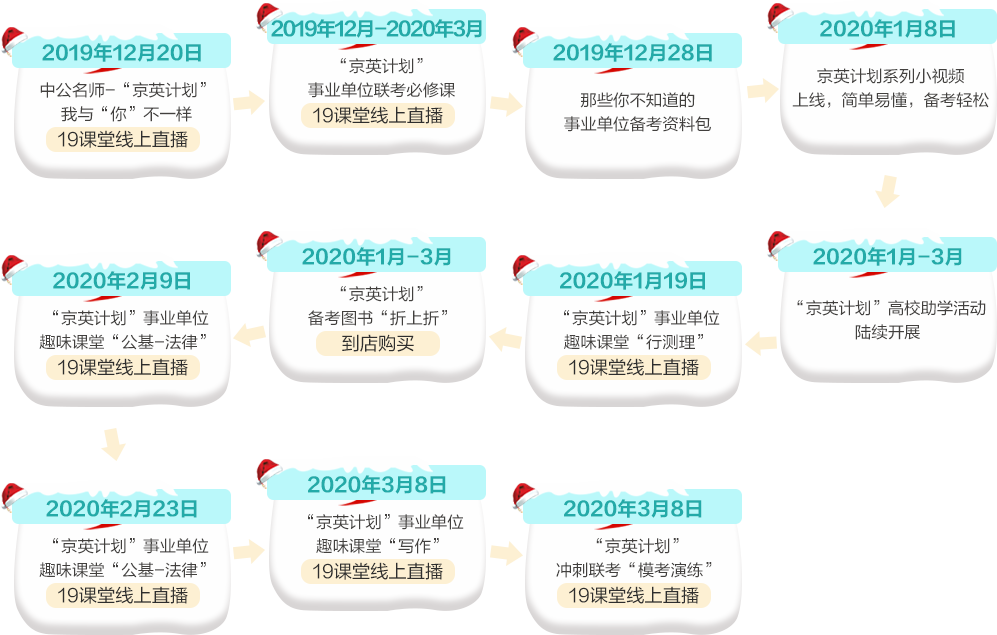 2019年12月20日
中公名师-“京英计划”
我与“你”不一样
19课堂线上直播
2019年12月-2020年3月
“京英计划”
事业单位联考必修课
19课堂线上直播
2019年12月28日
那些你不知道的
事业单位备考资料包
2020年1月8日
京英计划系列小视频
上线，简单易懂，备考轻松
2020年1月-3月
“京英计划”高校助学活动
陆续开展
2020年1月19日
“京英计划”事业单位
趣味课堂“行测理”
19课堂线上直播
2020年1月-3月
“京英计划”
备考图书“折上折”
到店购买
2020年2月9日
“京英计划”事业单位
趣味课堂“公基-法律”
19课堂线上直播
2020年2月23日
“京英计划”事业单位
趣味课堂“公基-法律”
19课堂线上直播
2020年3月8日
“京英计划”事业单位
趣味课堂“写作”
19课堂线上直播
2020年3月8日
“京英计划”
冲刺联考“模考演练”
19课堂线上直播